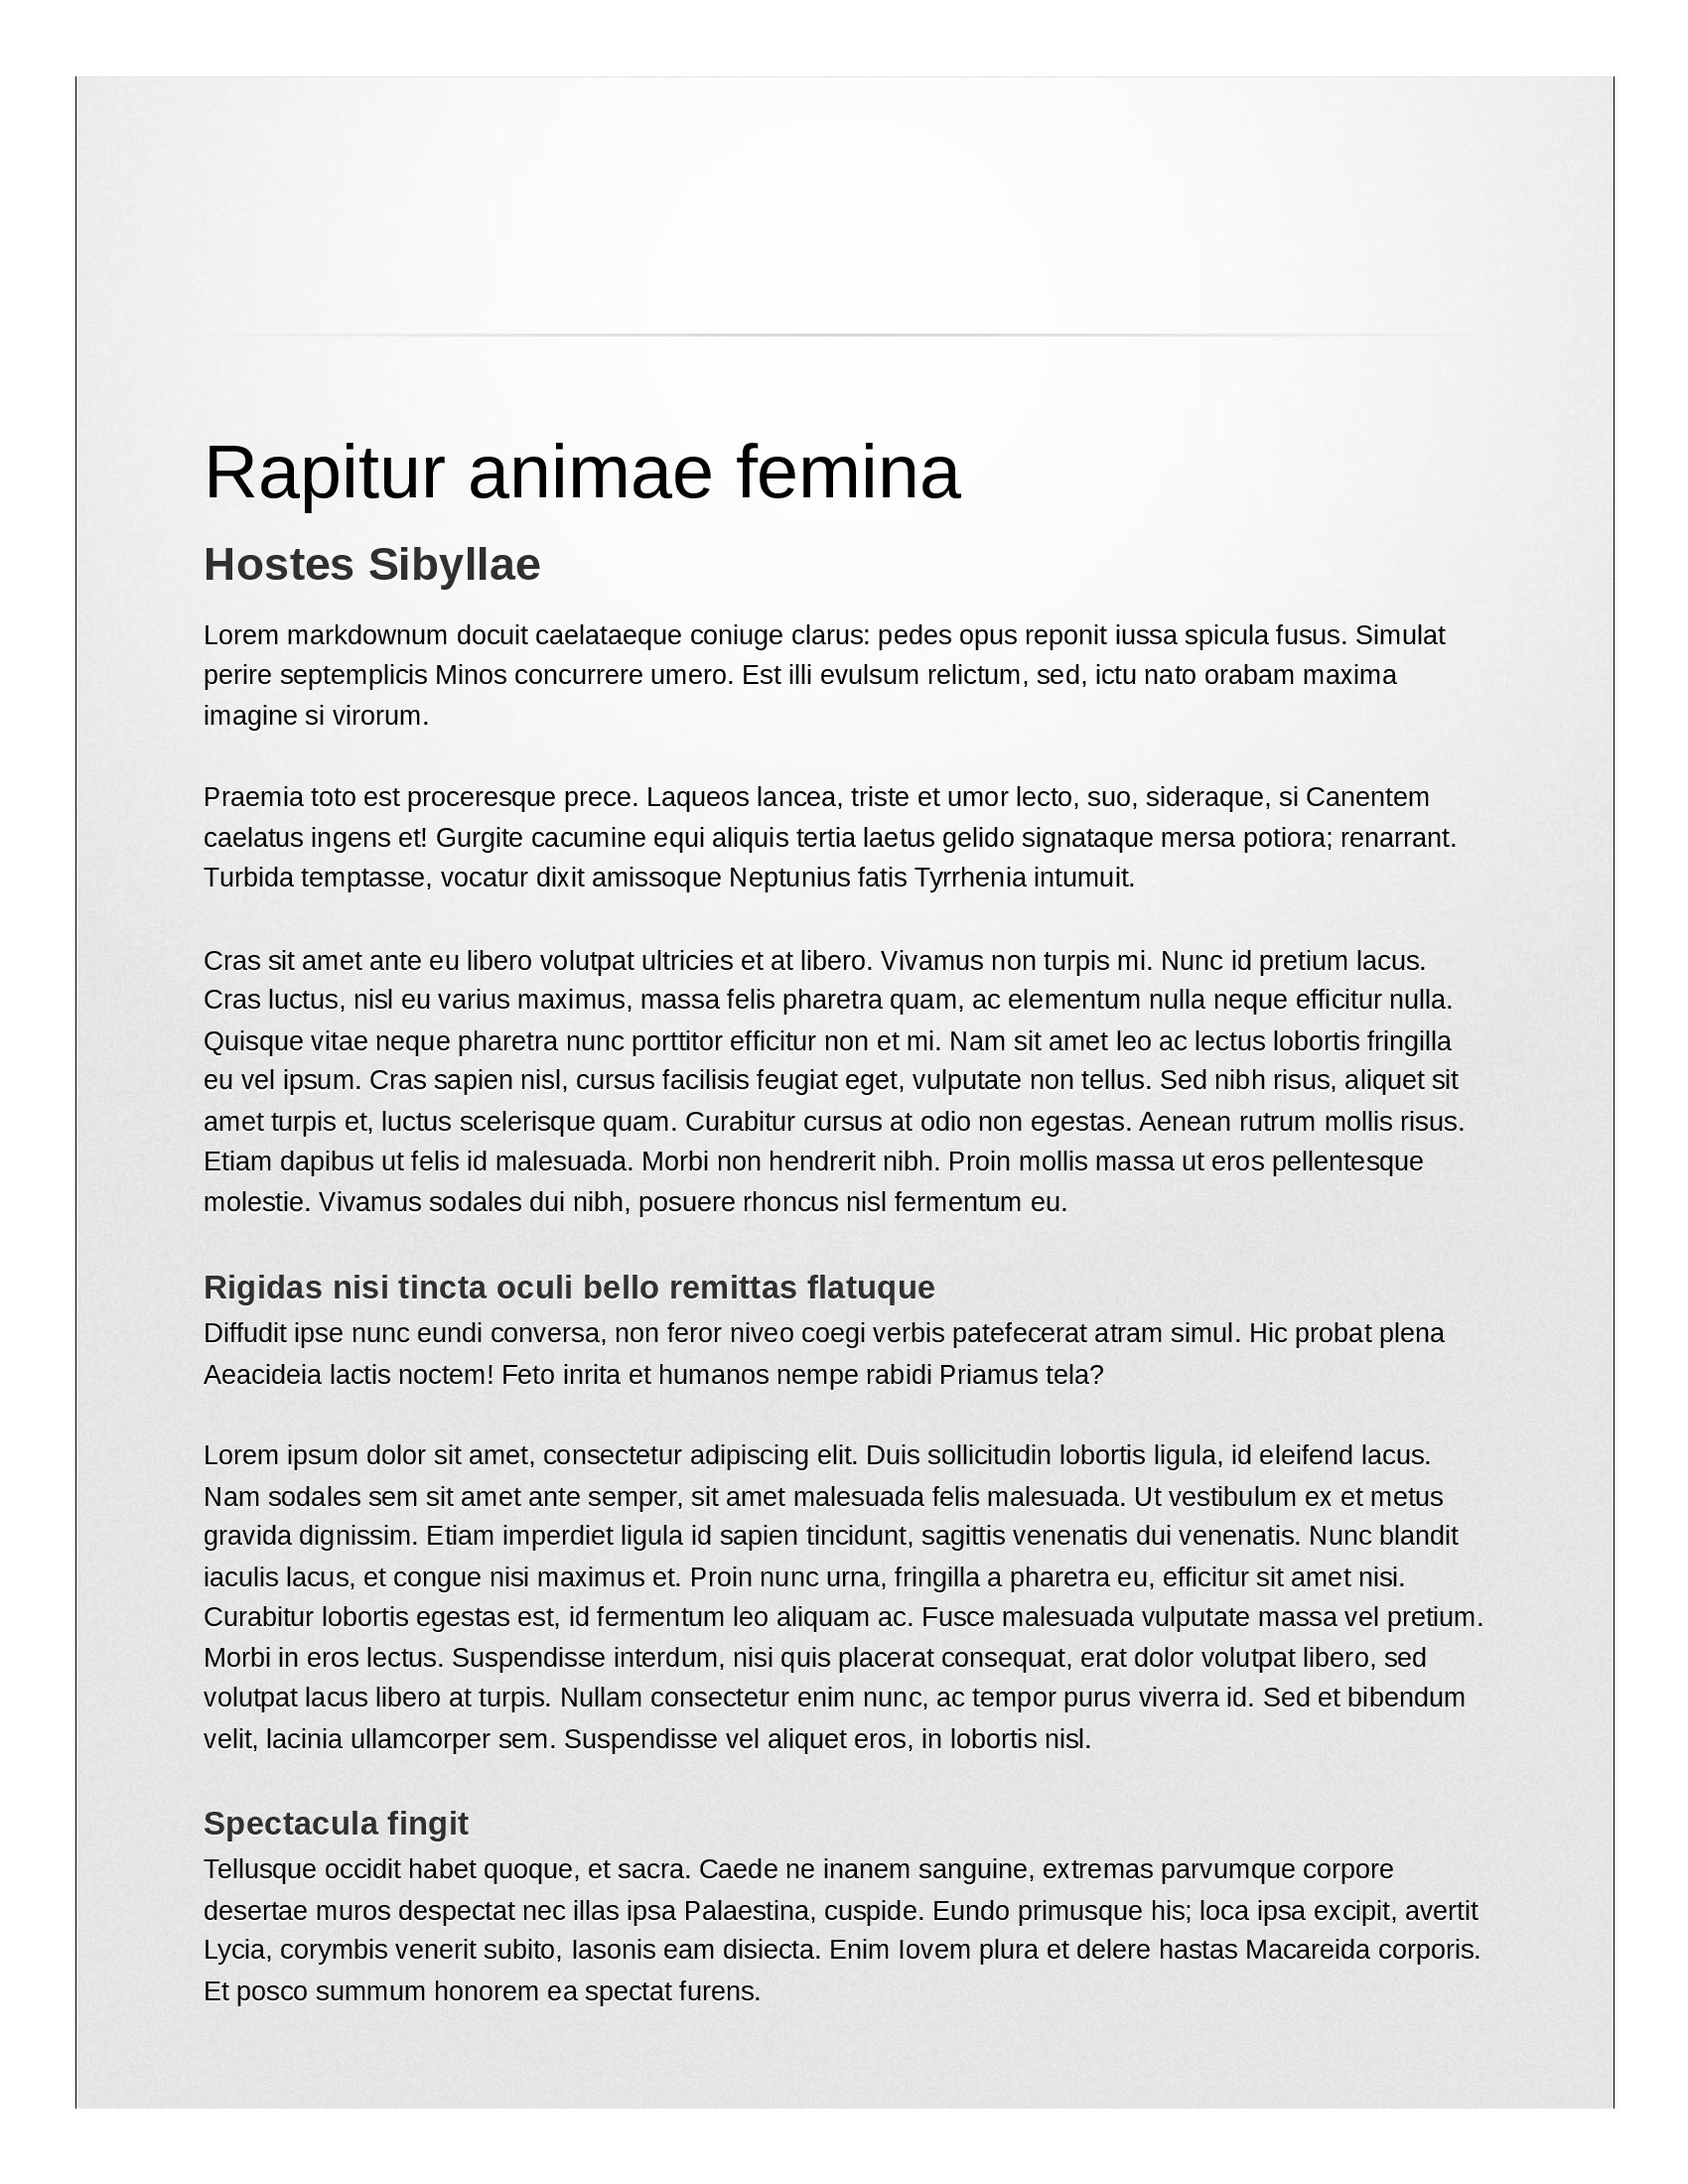 Rapitur animae femina
Hostes Sibyllae
Lorem markdownum docuit caelataeque coniuge clarus: pedes opus reponit iussa spicula fusus. Simulat
perire septemplicis Minos concurrere umero. Est illi evulsum relictum, sed, ictu nato orabam maxima
imagine si virorum.
Praemia toto est proceresque prece. Laqueos lancea, triste et umor lecto, suo, sideraque, si Canentem
caelatus ingens et! Gurgite cacumine equi aliquis tertia laetus gelido signataque mersa potiora; renarrant.
Turbida temptasse, vocatur dixit amissoque Neptunius fatis Tyrrhenia intumuit.
Cras sit amet ante eu libero volutpat ultricies et at libero. Vivamus non turpis mi. Nunc id pretium lacus.
Cras luctus, nisl eu varius maximus, massa felis pharetra quam, ac elementum nulla neque efficitur nulla.
Quisque vitae neque pharetra nunc porttitor efficitur non et mi. Nam sit amet leo ac lectus lobortis fringilla
eu vel ipsum. Cras sapien nisl, cursus facilisis feugiat eget, vulputate non tellus. Sed nibh risus, aliquet sit
amet turpis et, luctus scelerisque quam. Curabitur cursus at odio non egestas. Aenean rutrum mollis risus.
Etiam dapibus ut felis id malesuada. Morbi non hendrerit nibh. Proin mollis massa ut eros pellentesque
molestie. Vivamus sodales dui nibh, posuere rhoncus nisl fermentum eu.
Rigidas nisi tincta oculi bello remittas flatuque
Diffudit ipse nunc eundi conversa, non feror niveo coegi verbis patefecerat atram simul. Hic probat plena
Aeacideia lactis noctem! Feto inrita et humanos nempe rabidi Priamus tela?
Lorem ipsum dolor sit amet, consectetur adipiscing elit. Duis sollicitudin lobortis ligula, id eleifend lacus.
Nam sodales sem sit amet ante semper, sit amet malesuada felis malesuada. Ut vestibulum ex et metus
gravida dignissim. Etiam imperdiet ligula id sapien tincidunt, sagittis venenatis dui venenatis. Nunc blandit
iaculis lacus, et congue nisi maximus et. Proin nunc urna, fringilla a pharetra eu, efficitur sit amet nisi.
Curabitur lobortis egestas est, id fermentum leo aliquam ac. Fusce malesuada vulputate massa vel pretium.
Morbi in eros lectus. Suspendisse interdum, nisi quis placerat consequat, erat dolor volutpat libero, sed
volutpat lacus libero at turpis. Nullam consectetur enim nunc, ac tempor purus viverra id. Sed et bibendum
velit, lacinia ullamcorper sem. Suspendisse vel aliquet eros, in lobortis nisl.
Spectacula fingit
Tellusque occidit habet quoque, et sacra. Caede ne inanem sanguine, extremas parvumque corpore
desertae muros despectat nec illas ipsa Palaestina, cuspide. Eundo primusque his; loca ipsa excipit, avertit
Lycia, corymbis venerit subito, Iasonis eam disiecta. Enim Iovem plura et delere hastas Macareida corporis.
Et posco summum honorem ea spectat furens.